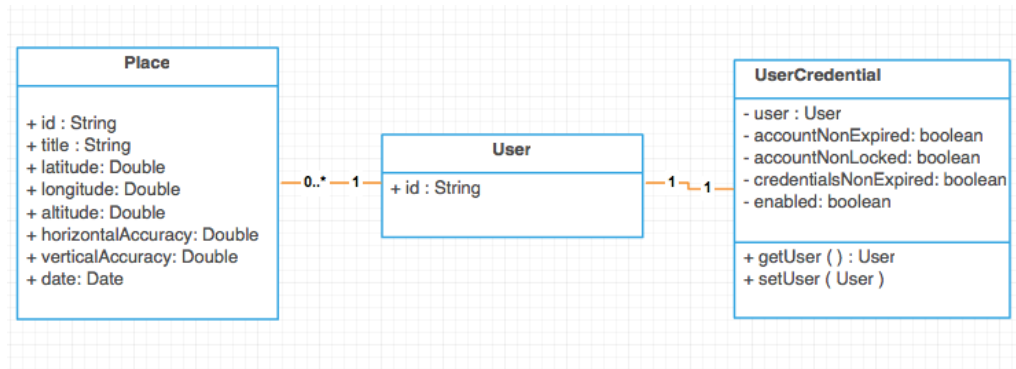 Place
+ id : String
+ title : String
+ latitude: Double
+ longitude: Double
+ altitude: Double
+ horizontalAccuracy: Double
+ verticalAccuracy: Double
+ date: Date
0..*
1
User
+ id : String
1
1
UserCredential
- user : User
- accountNonExpired: boolean
- accountNonLocked: boolean
- credentialsNonExpired: boolean
- enabled: boolean
+ getUser ( ) : User
+ setUser ( User )